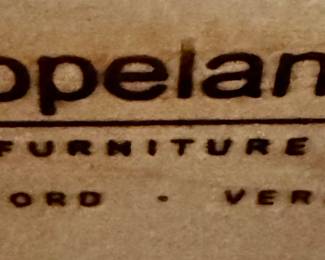 opelan
FURNITURE
ORD · VER